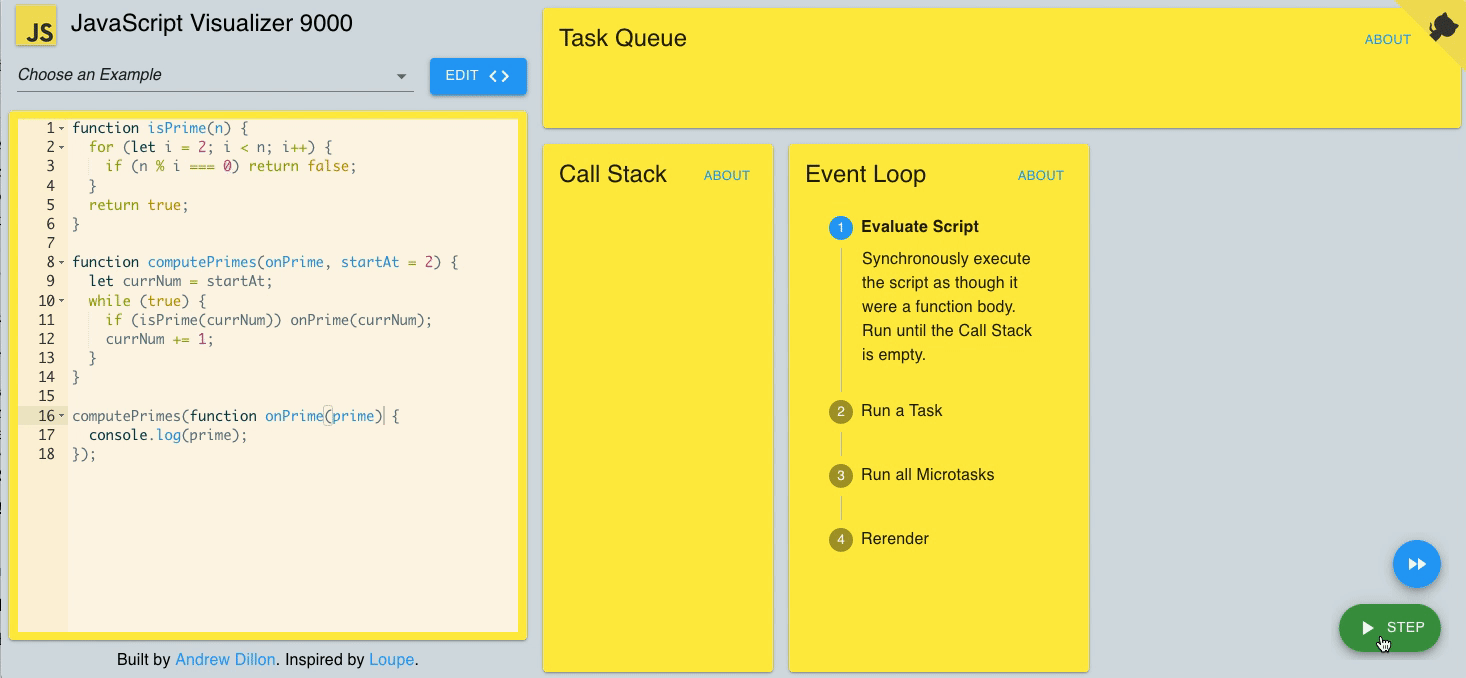 JS
JavaScript Visualizer 9000
Choose an Example
EDIT <>
1 function isPrime(n) {
2 for (let i = 2; i < n; i++) {
3 if (n % i === 0) return false;
4 }
5 return true;
6 }
7
8 function computePrimes(onPrime, startAt = 2) {
9 let currNum = startAt;
10 while (true) {
11 if (isPrime(currNum)) onPrime(currNum);
12 currNum += 1;
13 }
14 }
15
16 computePrimes(function onPrime(prime) {
17 console.log(prime);
18 });
Built by Andrew Dillon. Inspired by Loupe.
Task Queue
ABOUT
Call Stack
ABOUT
Event Loop
ABOUT
1 Evaluate Script
Synchronously execute
the script as though it
were a function body.
Run until the Call Stack
is empty.
2 Run a Task
3 Run all Microtasks
4 Rerender
STEP